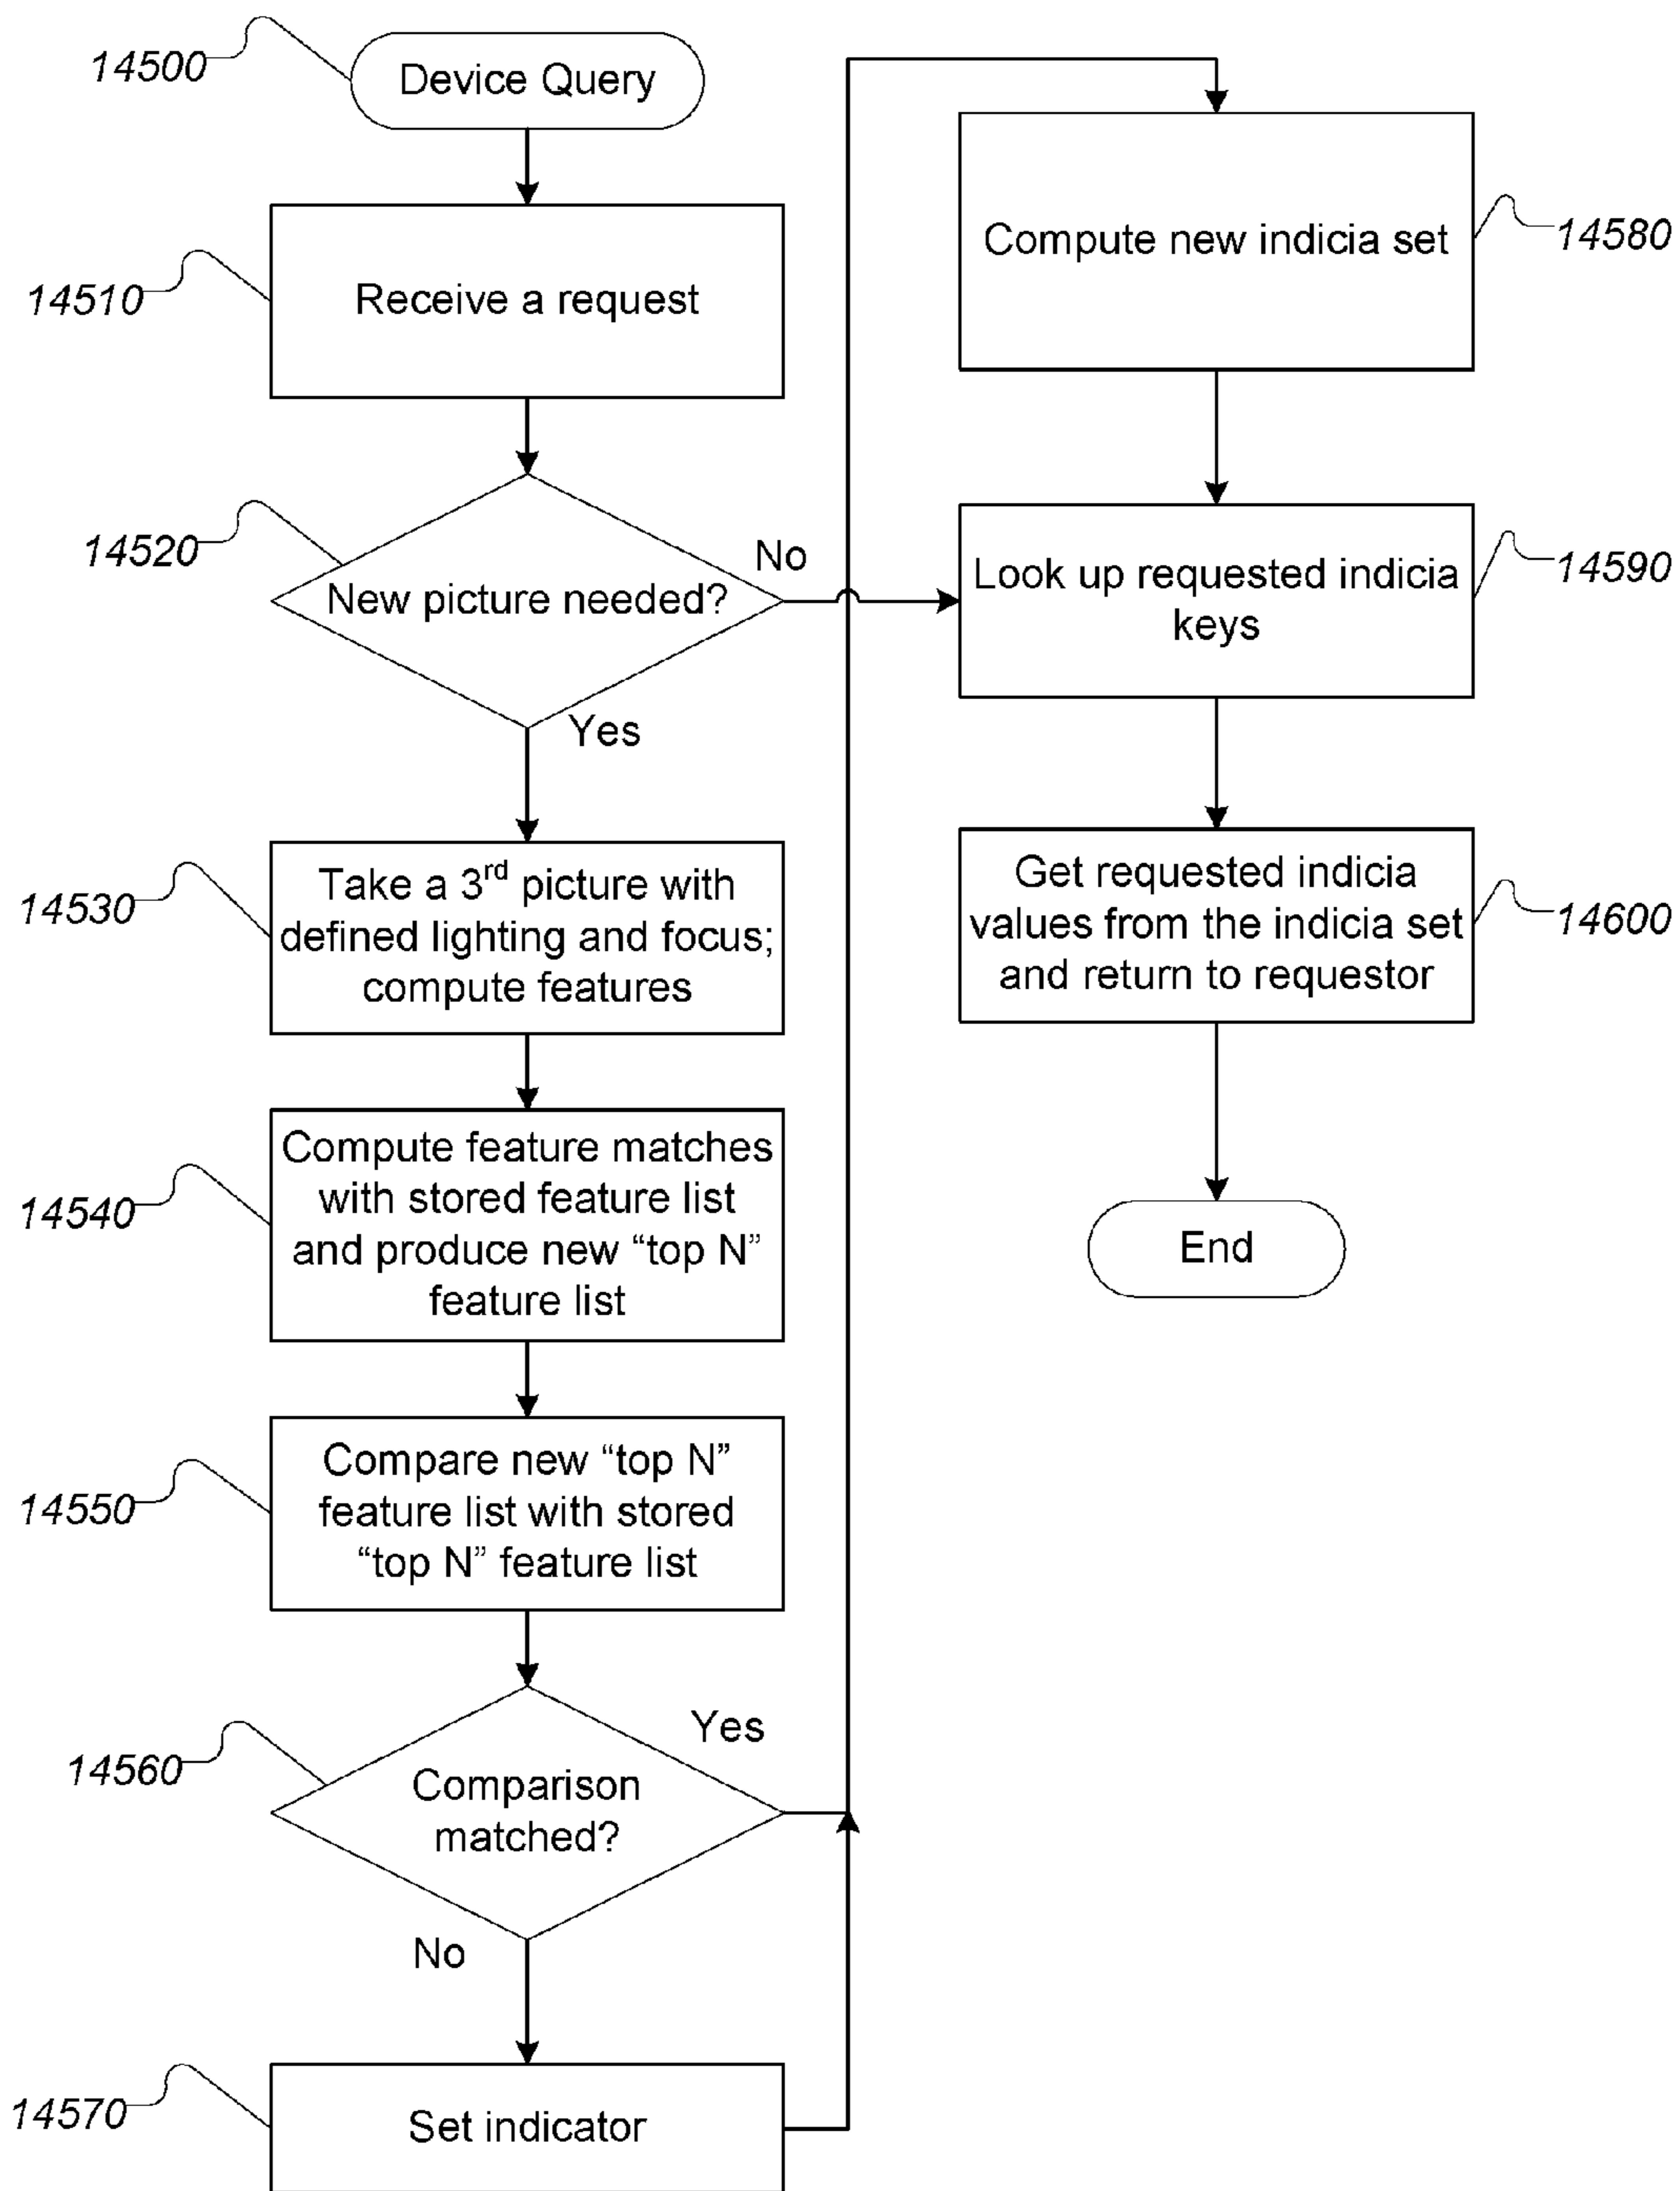 14500
Device Query
14510
Receive a request
14520
New picture needed?
No
Yes
14530
Take a 3rd picture with
defined lighting and focus;
compute features
14540
Compute feature matches
with stored feature list
and produce new “top N”
feature list
14550
Compare new “top N”
feature list with stored
“top N” feature list
14560
Comparison
matched?
Yes
No
14570
Set indicator
Compute new indicia set
14580
Look up requested indicia
keys
14590
Get requested indicia
values from the indicia set
and return to requestor
14600
End